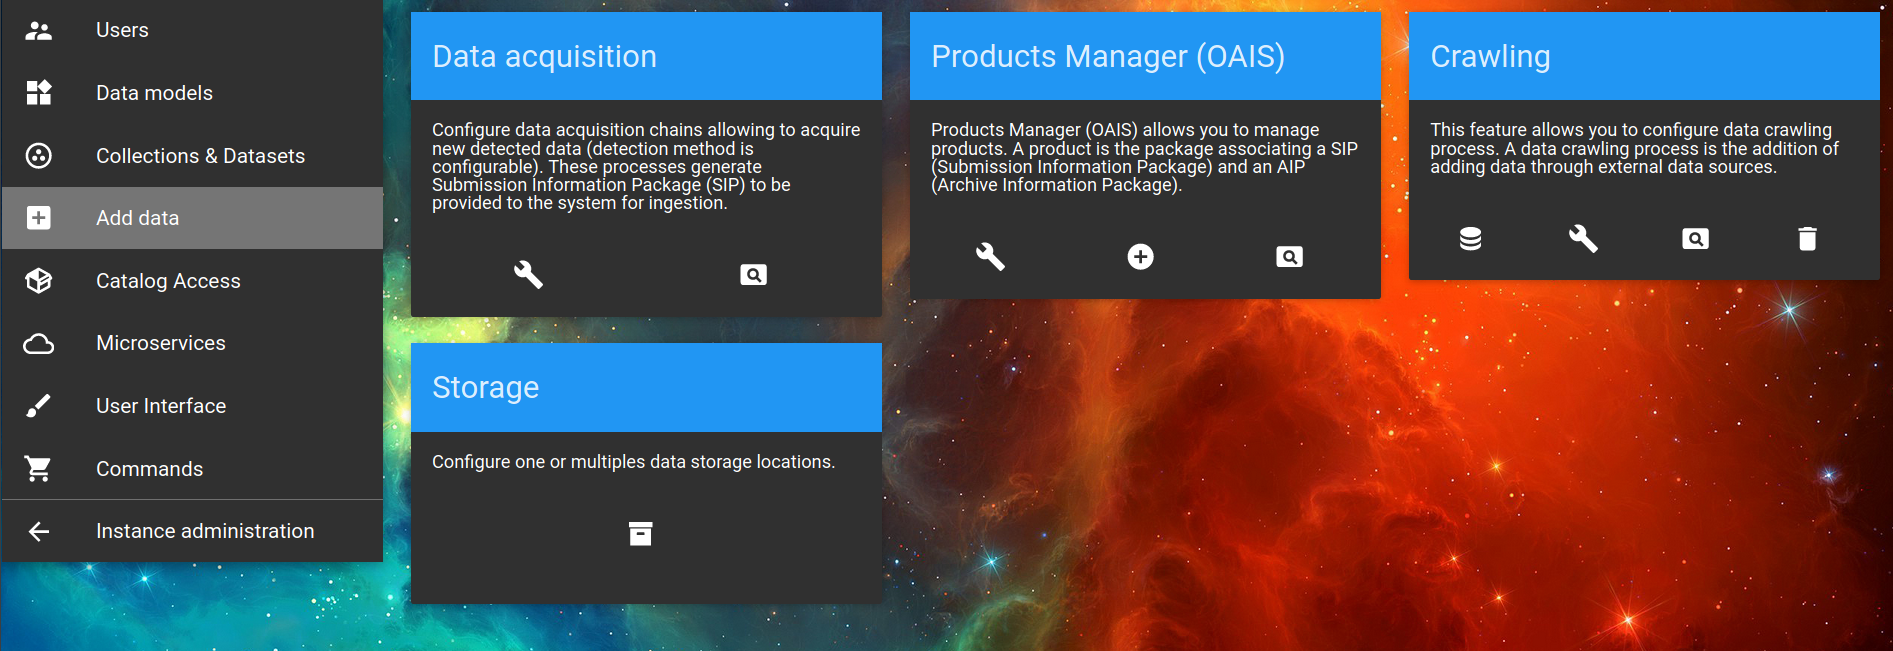 Users
Data models
Collections & Datasets
Add data
Catalog Access
Microservices
User Interface
Commands
Instance administration
Data acquisition
Configure data acquisition chains allowing to acquire
new detected data (detection method is
configurable). These processes generate
Submission Information Package (SIP) to be
provided to the system for ingestion.
Products Manager (OAIS)
Products Manager (OAIS) allows you to manage
products. A product is the package associating a SIP
(Submission Information Package) and an AIP
(Archive Information Package).
Crawling
This feature allows you to configure data crawling
process. A data crawling process is the addition of
adding data through external data sources.
Storage
Configure one or multiples data storage locations.